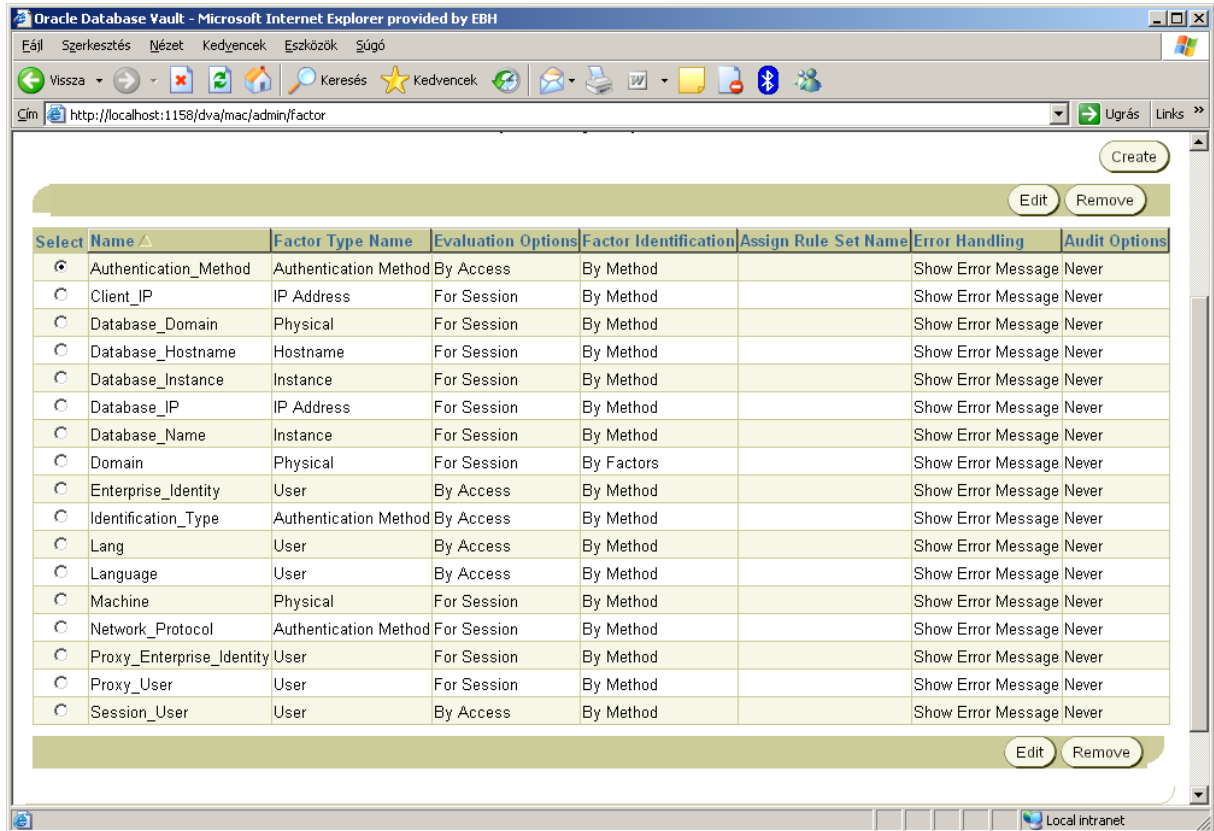 Oracle Database Vault - Microsoft Internet Explorer provided by EBH
Fájl Szerkesztés Nézet Kedvencek Eszközök Súgó
Vissza Keresés Kedvencek
Cím http://localhost:1158/dva/mac/admin/factor Ugrás Links »
Create
Edit Remove
Select Name Factor Type Name Evaluation Options Factor Identification Assign Rule Set Name Error Handling Audit Options
Authentication_Method Authentication Method By Access By Method Show Error Message Never
Client_IP IP Address For Session By Method Show Error Message Never
Database_Domain Physical For Session By Method Show Error Message Never
Database_Hostname Hostname For Session By Method Show Error Message Never
Database_Instance Instance For Session By Method Show Error Message Never
Database_IP IP Address For Session By Method Show Error Message Never
Database_Name Instance For Session By Method Show Error Message Never
Domain Physical For Session By Factors Show Error Message Never
Enterprise_Identity User By Access By Method Show Error Message Never
Identification_Type Authentication Method By Access By Method Show Error Message Never
Lang User By Access By Method Show Error Message Never
Language User By Access By Method Show Error Message Never
Machine Physical For Session By Method Show Error Message Never
Network_Protocol Authentication Method For Session By Method Show Error Message Never
Proxy_Enterprise_Identity User For Session By Method Show Error Message Never
Proxy_User User For Session By Method Show Error Message Never
Session_User User By Access By Method Show Error Message Never
Edit Remove
Local intranet